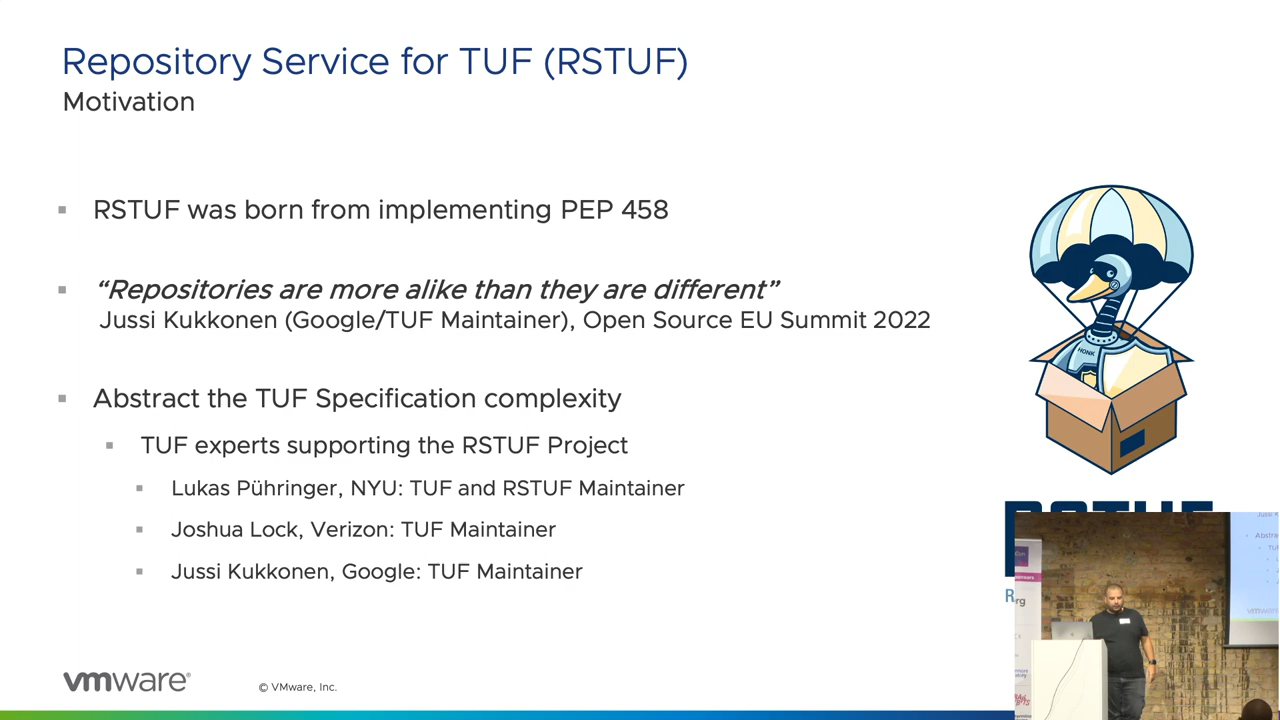 Repository Service for TUF (RSTUF)
Motivation
RSTUF was born from implementing PEP 458
“Repositories are more alike than they are different”
Jussi Kukkonen (Google/TUF Maintainer), Open Source EU Summit 2022
Abstract the TUF Specification complexity
TUF experts supporting the RSTUF Project
Lukas Pühringer, NYU: TUF and RSTUF Maintainer
Joshua Lock, Verizon: TUF Maintainer
Jussi Kukkonen, Google: TUF Maintainer
HONK
RSTUF
vmware®
© VMware, Inc.